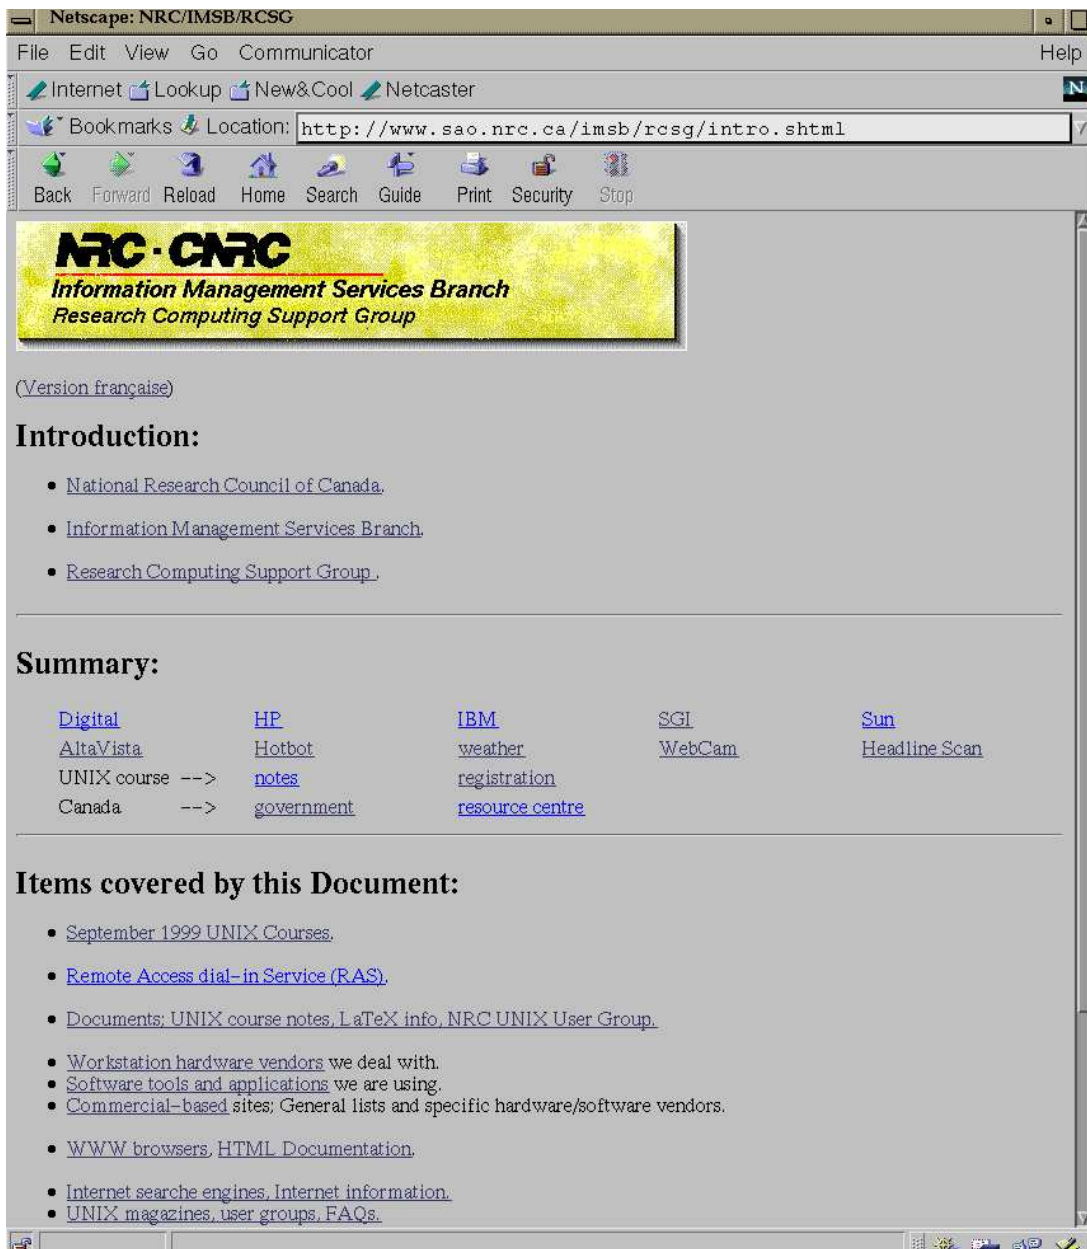 Netscape: NRC/IMSB/RCSG
File Edit View Go Communicator Help
Internet Lookup New&Cool Netcaster
N
Bookmarks Location: http://www.sao.nrc.ca/imsb/rcsg/intro.shtml
Back Forward Reload Home Search Guide Print Security Stop
NRC · CNRC
Information Management Services Branch
Research Computing Support Group
(Version française)
Introduction:
National Research Council of Canada.
Information Management Services Branch.
Research Computing Support Group .
Summary:
Digital HP IBM SGI Sun
AltaVista Hotbot weather WebCam Headline Scan
UNIX course --> notes registration
Canada --> government resource centre
Items covered by this Document:
September 1999 UNIX Courses.
Remote Access dial-in Service (RAS).
Documents; UNIX course notes, LaTeX info, NRC UNIX User Group.
Workstation hardware vendors we deal with.
Software tools and applications we are using.
Commercial-based sites; General lists and specific hardware/software vendors.
WWW browsers, HTML Documentation.
Internet searche engines, Internet information.
UNIX magazines, user groups, FAQs.